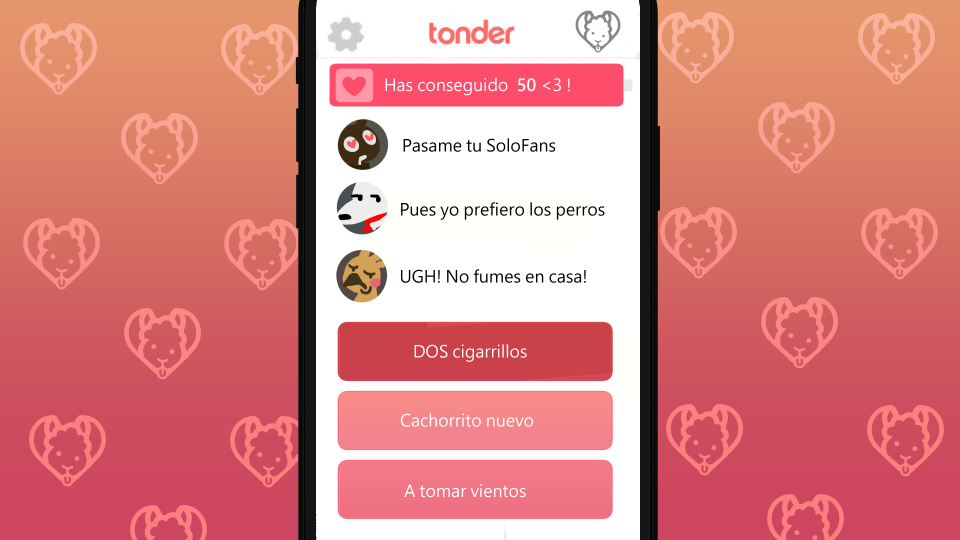 tonder
Has conseguido 50 <3 !
Pasame tu SoloFans
Pues yo prefiero los perros
UGH! No fumes en casa!
DOS cigarrillos
Cachorrito nuevo
A tomar vientos